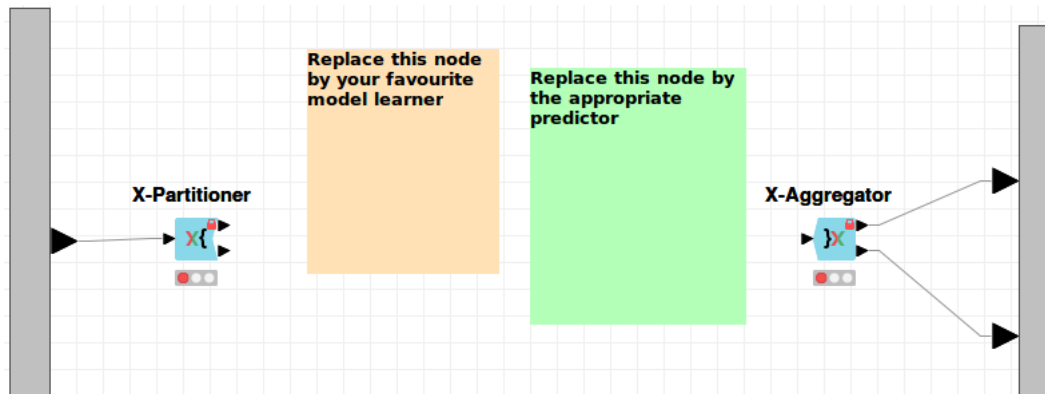 Replace this node
by your favourite
model learner
Replace this node by
the appropriate
predictor
X-Partitioner
X{
X-Aggregator
}X